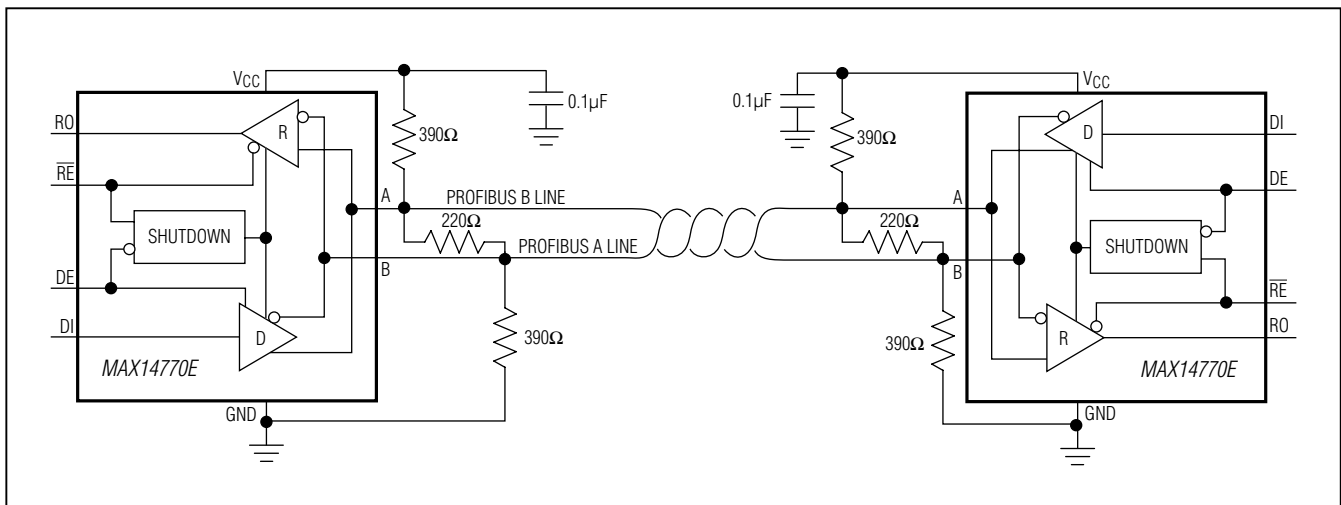 VCC
0.1µF
390Ω
RO
R
RE
A
PROFIBUS B LINE
220Ω
SHUTDOWN
PROFIBUS A LINE
B
DE
DI
D
390Ω
MAX14770E
GND
VCC
0.1µF
390Ω
D
DI
DE
A
220Ω
SHUTDOWN
B
RE
R
RO
390Ω
MAX14770E
GND